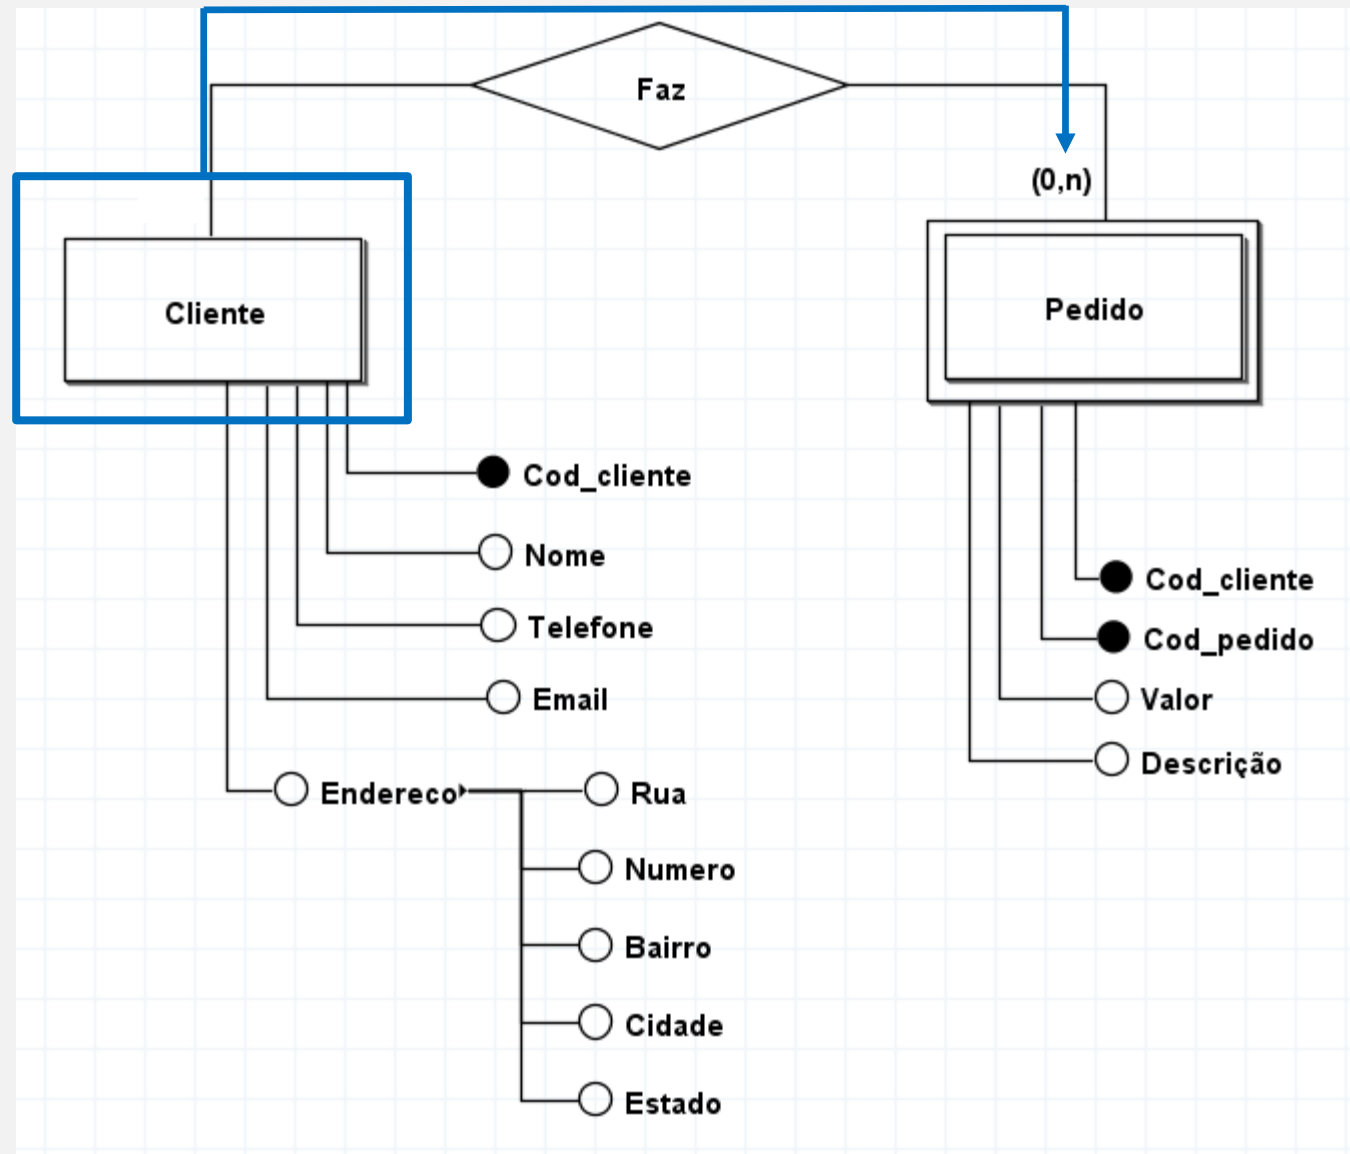 Faz
(0,n)
Cliente
Pedido
Cod_cliente
Nome
Telefone
Email
Endereco
Rua
Numero
Bairro
Cidade
Estado
Cod_cliente
Cod_pedido
Valor
Descrição